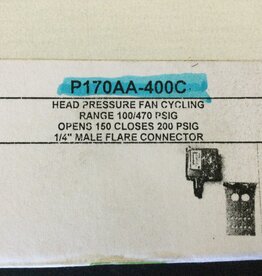 P170AA-400C
HEAD PRESSURE FAN CYCLING
RANGE 100/470 PSIG
OPENS 150 CLOSES 200 PSIG
1/4" MALE FLARE CONNECTOR